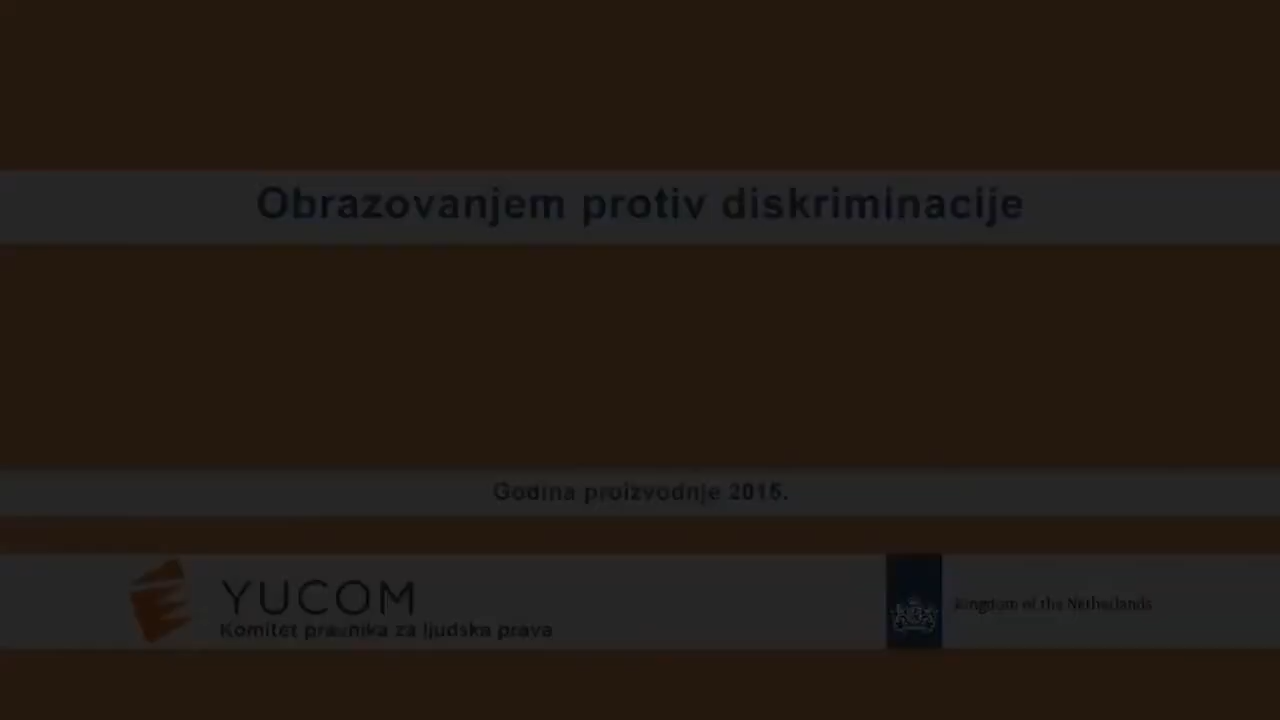 Obrazovanjem protiv diskriminacije
Godina proizvodnje 2015.
YUCOM
Komitet pravnika za ljudska prava
Kingdom of the Netherlands